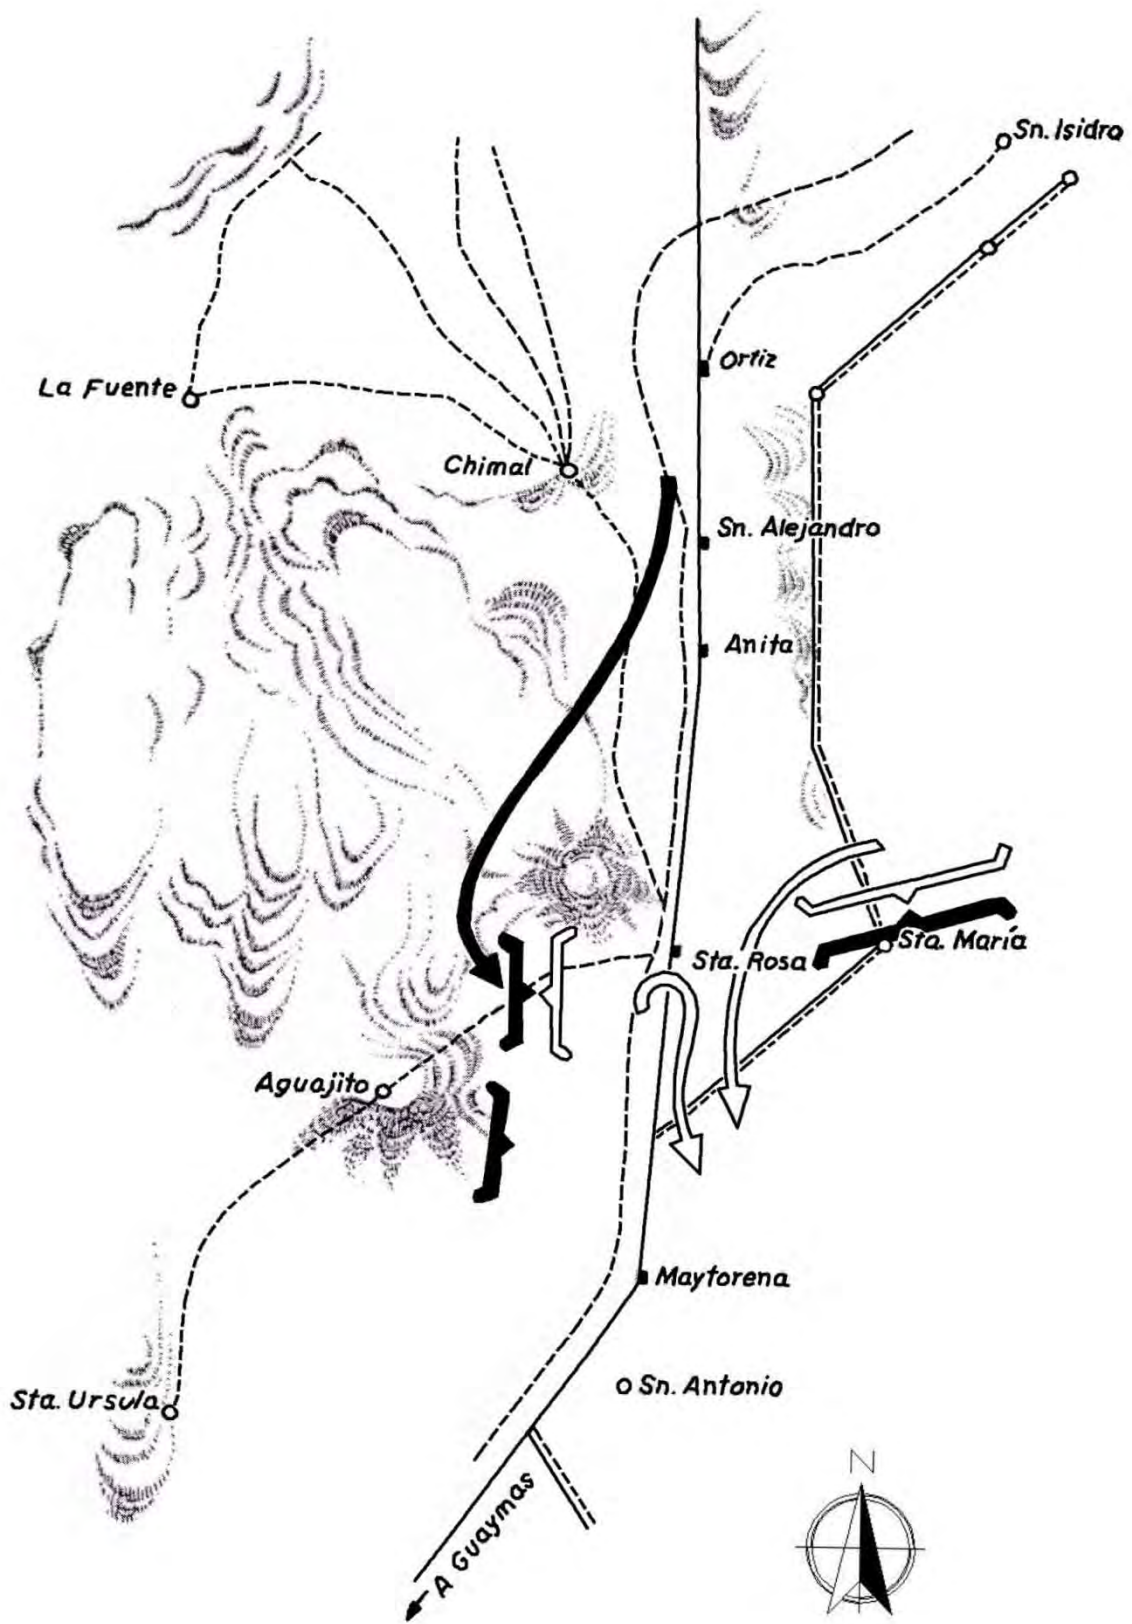 Sn. Isidro
Ortiz
La Fuente
Chimal
Sn. Alejandro
Anita
Sta. Rosa
Sta. María
Aguajito
Maytorena
Sn. Antonio
Sta. Ursula
A Guaymas
N